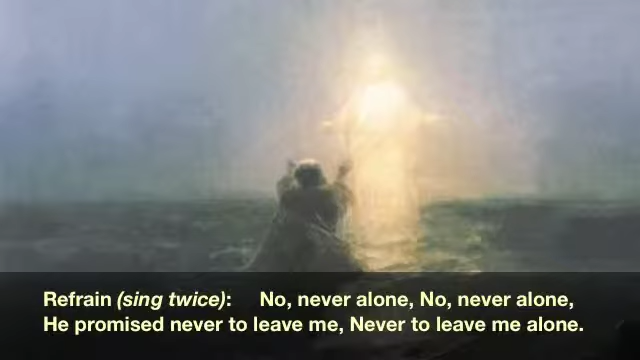 Refrain (sing twice): No, never alone, No, never alone,
He promised never to leave me, Never to leave me alone.